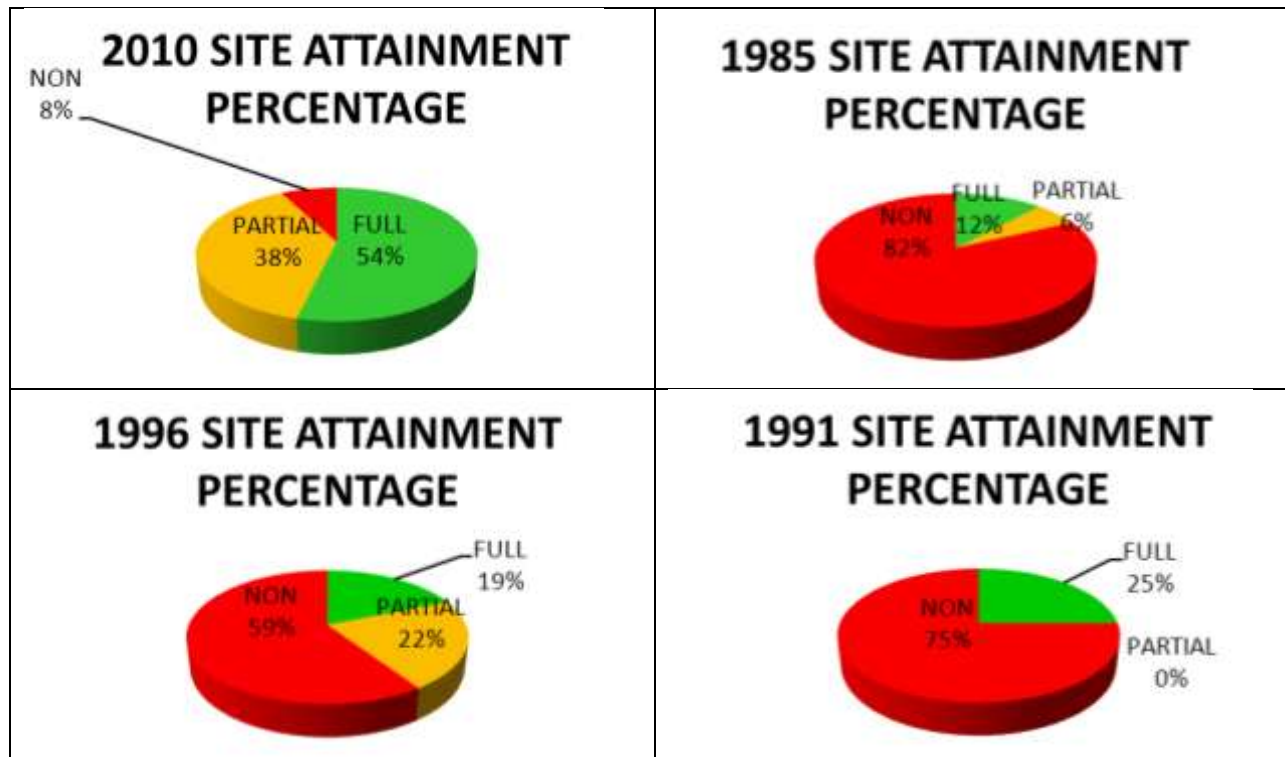 2010 SITE ATTAINMENT
PERCENTAGE
NON
8%
PARTIAL
38%
FULL
54%
1985 SITE ATTAINMENT
PERCENTAGE
NON
82%
FULL
12%
PARTIAL
6%
1996 SITE ATTAINMENT
PERCENTAGE
NON
59%
FULL
19%
PARTIAL
22%
1991 SITE ATTAINMENT
PERCENTAGE
NON
75%
FULL
25%
PARTIAL
0%